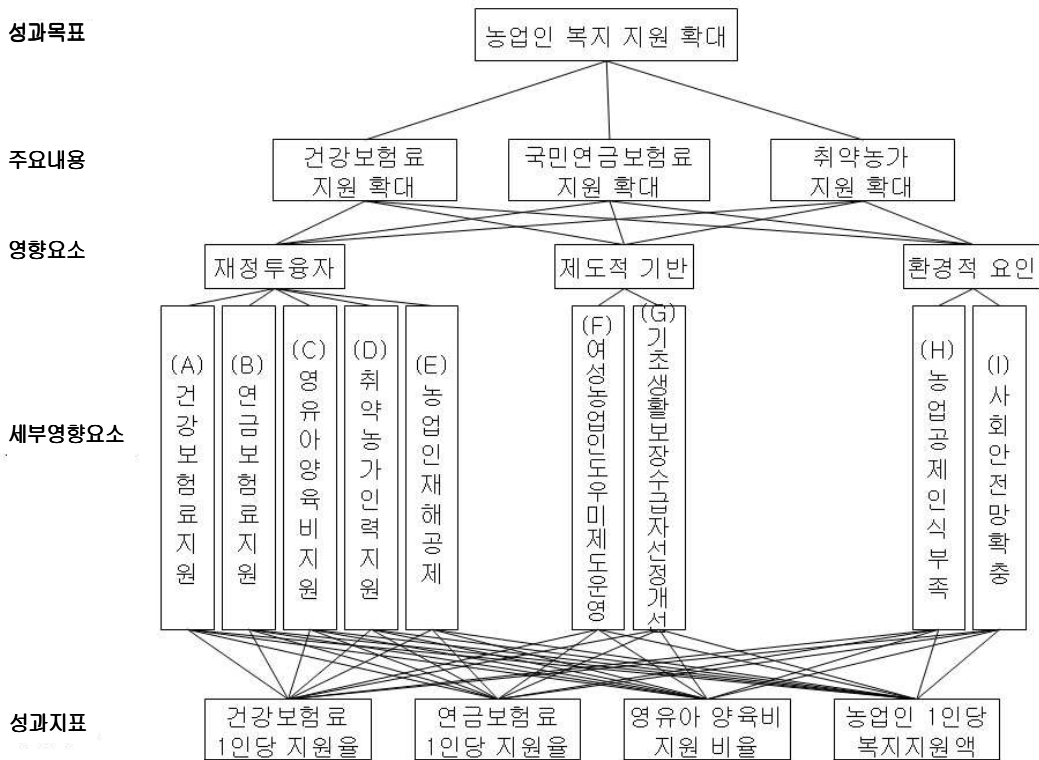 성과목표
농업인 복지 지원 확대
주요내용
건강보험료
지원 확대
국민연금보험료
지원 확대
취약농가
지원 확대
영향요소
재정투융자
제도적 기반
환경적 요인
세부영향요소
(A)건강보험료지원
(B)연금보험료지원
(C)영유아양육비지원
(D)취약농가인력지원
(E)농업인재해공제
(F)여성농업인도우미제도운영
(G)기초생활보장수급자선정개선
(H)농업공제인식부족
(I)사회안전망확충
성과지표
건강보험료
1인당 지원율
연금보험료
1인당 지원율
영유아 양육비
지원 비율
농업인 1인당
복지지원액